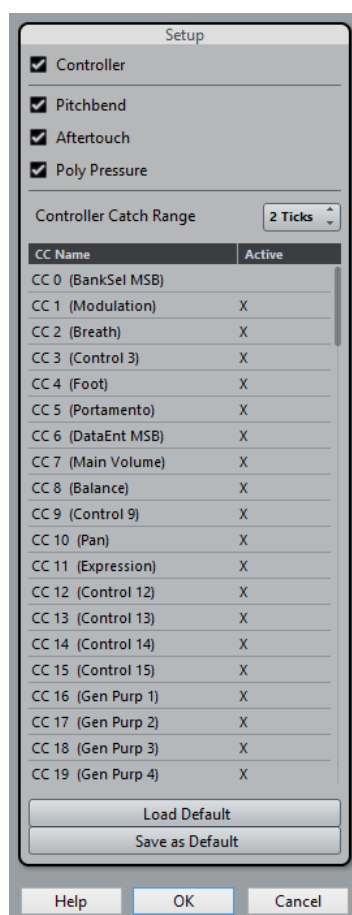 Setup
Controller
Pitchbend
Aftertouch
Poly Pressure
Controller Catch Range 2 Ticks
CC Name Active
CC 0 (BankSel MSB)
CC 1 (Modulation) X
CC 2 (Breath) X
CC 3 (Control 3) X
CC 4 (Foot) X
CC 5 (Portamento) X
CC 6 (DataEnt MSB) X
CC 7 (Main Volume) X
CC 8 (Balance) X
CC 9 (Control 9) X
CC 10 (Pan) X
CC 11 (Expression) X
CC 12 (Control 12) X
CC 13 (Control 13) X
CC 14 (Control 14) X
CC 15 (Control 15) X
CC 16 (Gen Purp 1) X
CC 17 (Gen Purp 2) X
CC 18 (Gen Purp 3) X
CC 19 (Gen Purp 4) X
Load Default
Save as Default
Help OK Cancel